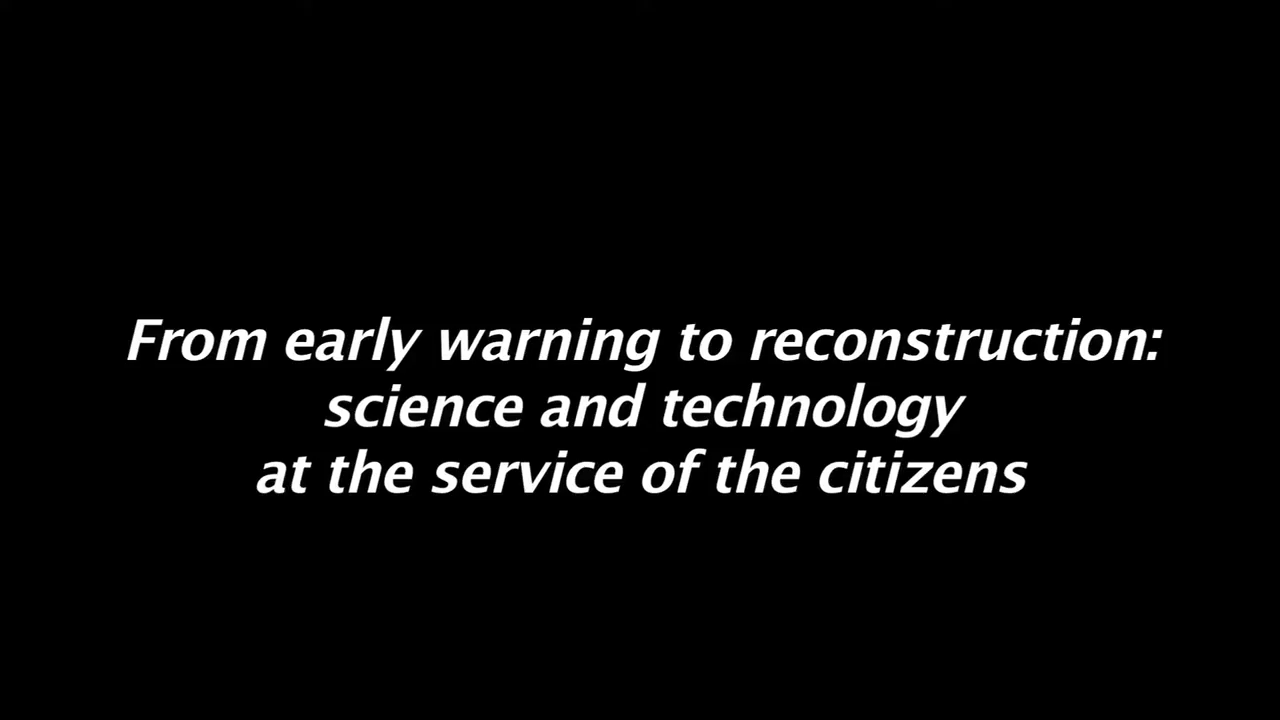 From early warning to reconstruction:
science and technology
at the service of the citizens